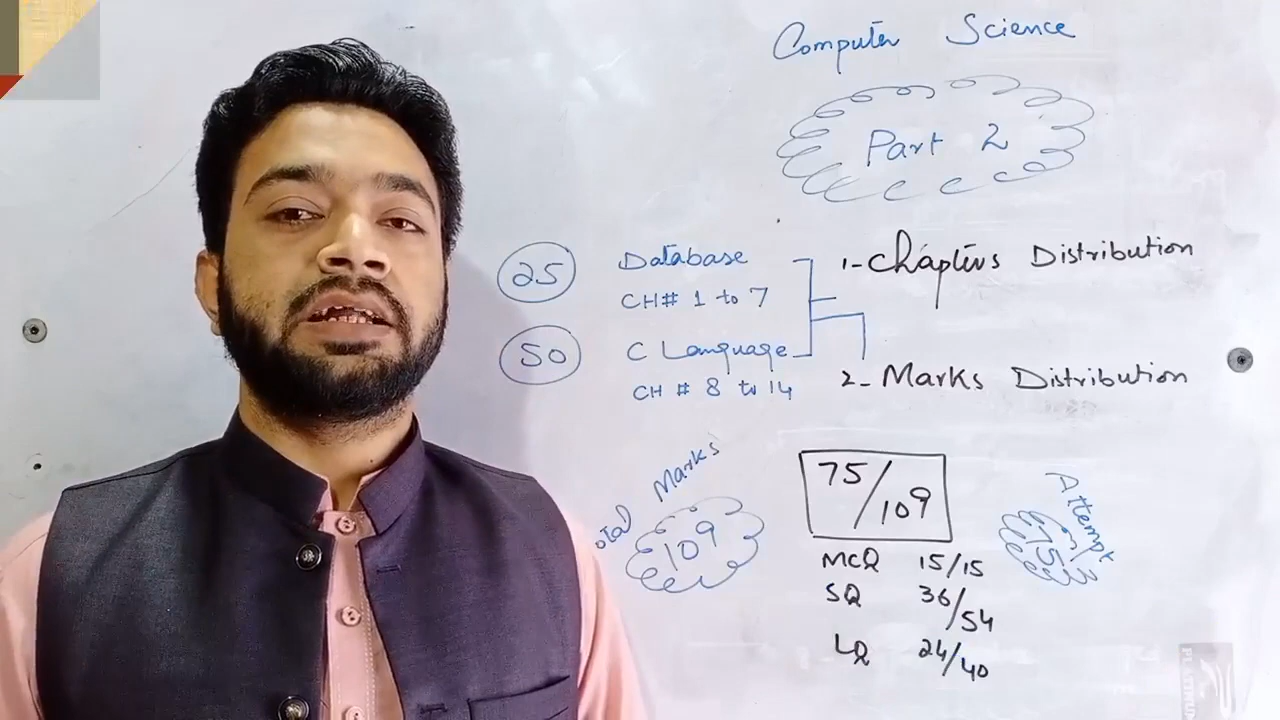 Computer Science
Part 2
25
Database
CH# 1 to 7
50
C Language
CH # 8 to 14
1- Chapters Distribution
2- Marks Distribution
Marks
109
75/109
Attempt
75
MCQ 15/15
SQ 36/54
LQ 24/40